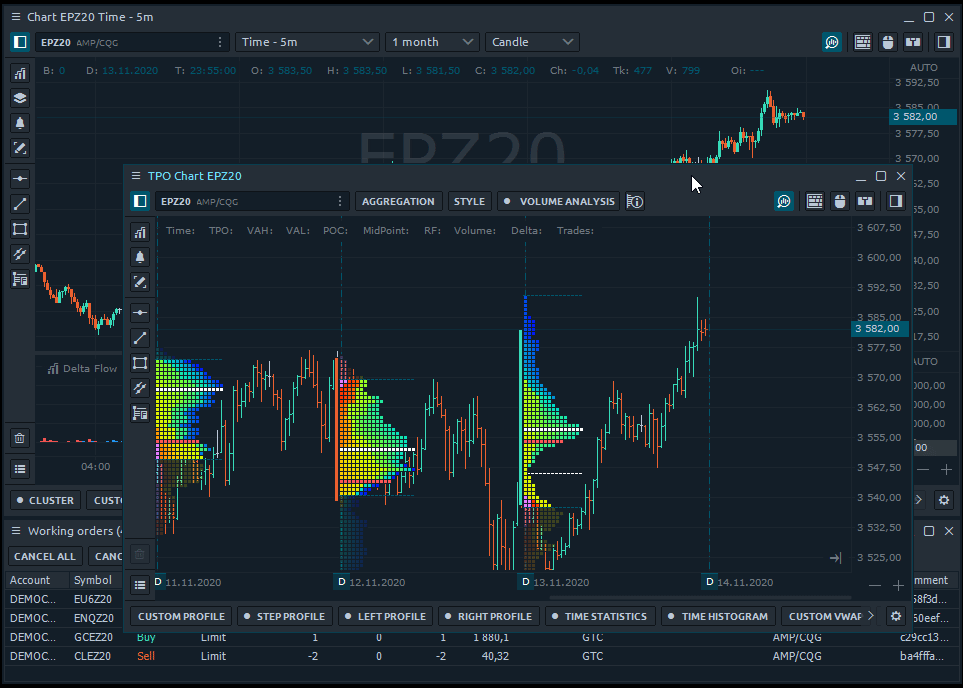 Chart EPZ20 Time - 5m
EPZ20 AMP/CQG Time - 5m 1 month Candle
B: 0 D: 13.11.2020 T: 23:55:00 O: 3 583,50 H: 3 583,50 L: 3 581,50 C: 3 582,00 Ch: -0,04 Tk: 477 V: 799 Oi: --- AUTO
3 592,50
3 585,00
3 582,00
3 577,50
3 570,00
EPZ20
TPO Chart EPZ20
EPZ20 AMP/CQG AGGREGATION STYLE VOLUME ANALYSIS
Time: TPO: VAH: VAL: POC: MidPoint: RF: Volume: Delta: Trades:
3 607,50
3 600,00
3 592,50
3 585,00
3 582,00
3 577,50
3 570,00
3 562,50
3 555,00
3 547,50
3 540,00
3 532,50
3 525,00
62,50
55,00
47,50
40,00
32,50
25,00
17,50
AUTO
000,00
000,00
000,00
00
Delta Flow
04:00
D 11.11.2020 D 12.11.2020 D 13.11.2020 D 14.11.2020
CLUSTER CUSTO
CUSTOM PROFILE STEP PROFILE LEFT PROFILE RIGHT PROFILE TIME STATISTICS TIME HISTOGRAM CUSTOM VWAP
Working orders (4
CANCEL ALL CANC
Account Symbol mment
DEMOC... EU6Z20 58f3d...
DEMOC... ENQZ20 60eef...
DEMOC... GCEZ20 Buy Limit 1 0 1 1 880,1 GTC AMP/CQG c29cc13...
DEMOC... CLEZ20 Sell Limit -2 0 -2 40,32 GTC AMP/CQG ba4fffa...